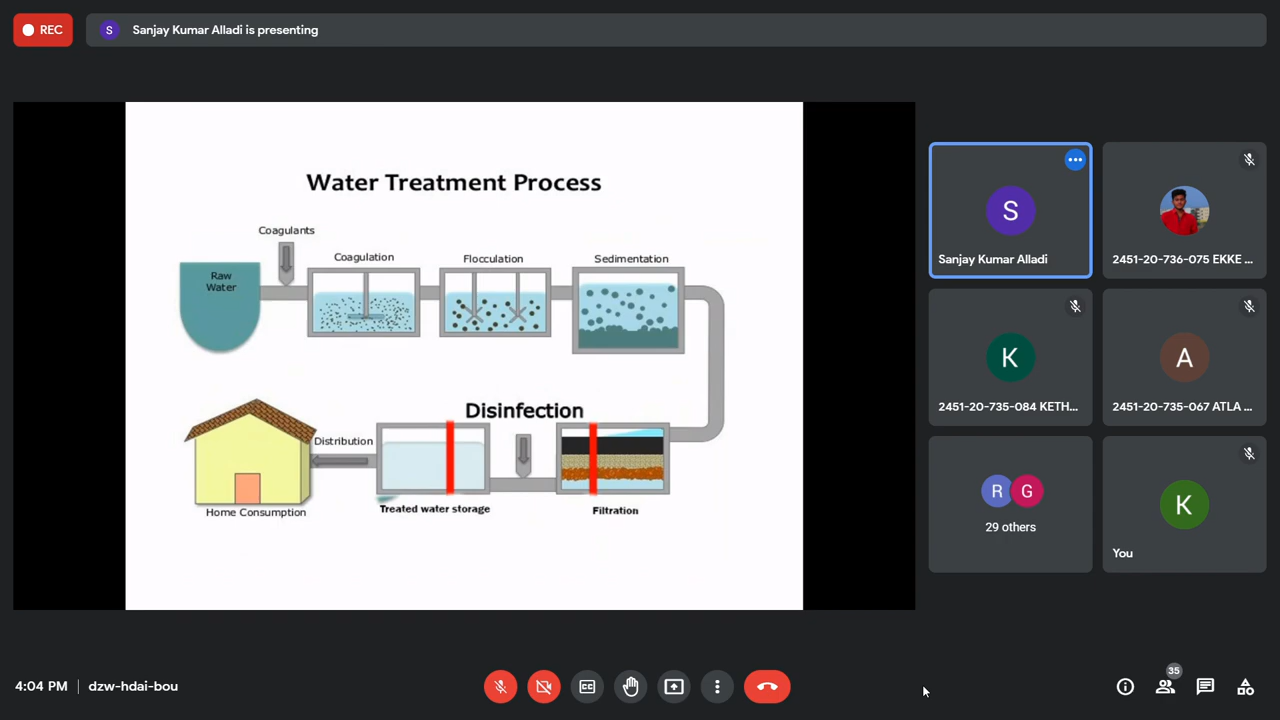 REC
S
Sanjay Kumar Alladi is presenting
Water Treatment Process
Coagulants
Coagulation
Flocculation
Sedimentation
Raw
Water
Disinfection
Distribution
Home Consumption
Treated water storage
Filtration
S
Sanjay Kumar Alladi
2451-20-736-075 EKKE ...
K
2451-20-735-084 KETH...
A
2451-20-735-067 ATLA ...
R
G
29 others
K
You
4:04 PM
dzw-hdai-bou
35